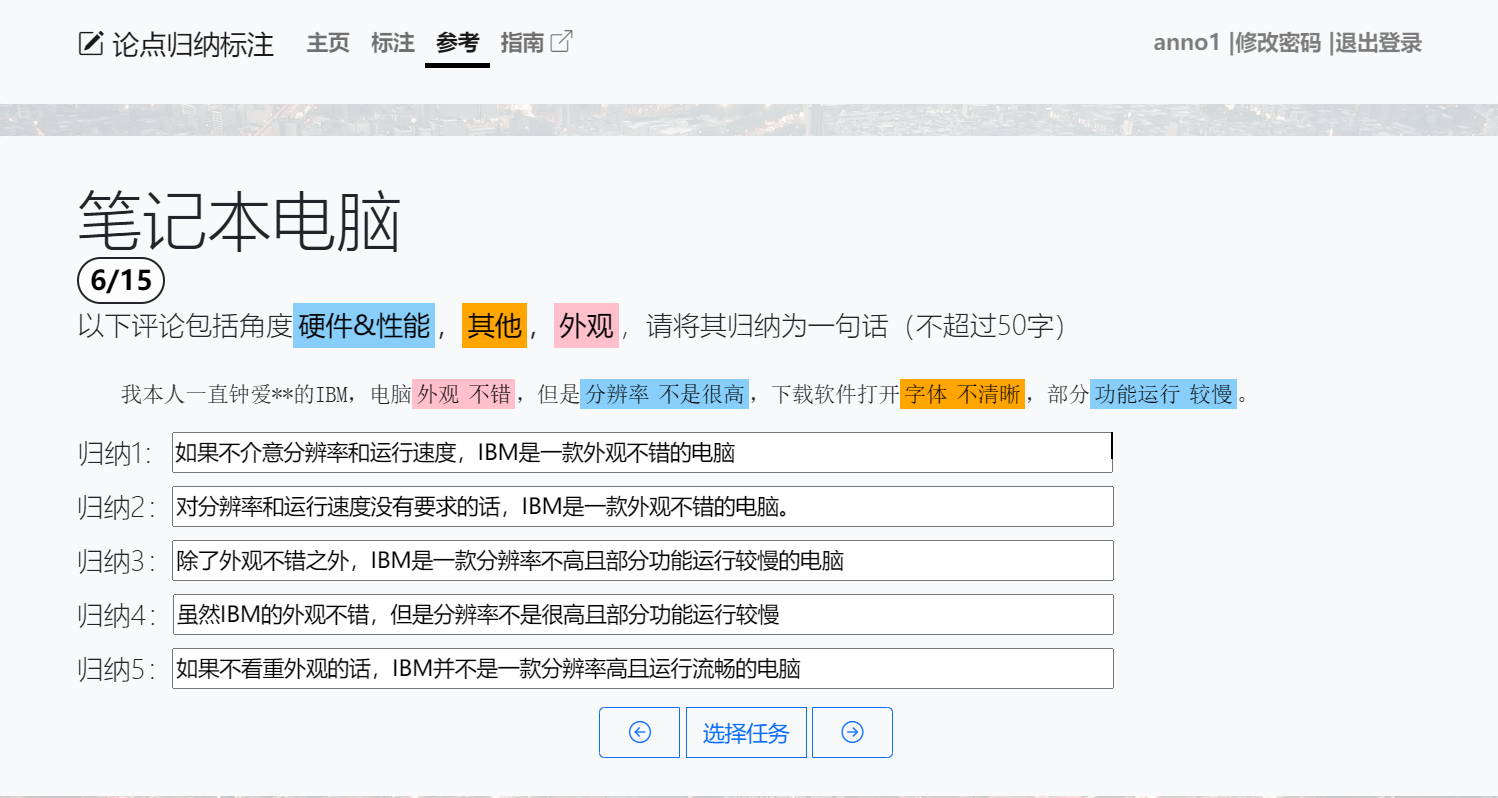 论点归纳标注 主页 标注 参考 指南 anno1 |修改密码 |退出登录
笔记本电脑
6/15
以下评论包括角度硬件&性能，其他，外观，请将其归纳为一句话（不超过50字）
我本人一直钟爱**的IBM，电脑外观 不错，但是分辨率 不是很高，下载软件打开字体 不清晰，部分功能运行 较慢。
归纳1： 如果不介意分辨率和运行速度，IBM是一款外观不错的电脑
归纳2： 对分辨率和运行速度没有要求的话，IBM是一款外观不错的电脑。
归纳3： 除了外观不错之外，IBM是一款分辨率不高且部分功能运行较慢的电脑
归纳4： 虽然IBM的外观不错，但是分辨率不是很高且部分功能运行较慢
归纳5： 如果不看重外观的话，IBM并不是一款分辨率高且运行流畅的电脑
选择任务